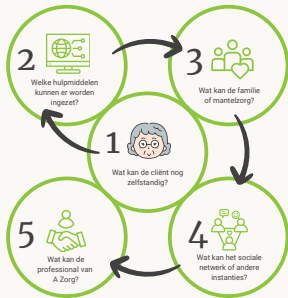 1
Wat kan de cliënt nog
zelfstandig?
2
Welke hulpmiddelen
kunnen er worden
ingezet?
3
Wat kan de familie
of mantelzorg?
4
Wat kan het sociale
netwerk of andere
instanties?
5
Wat kan de
professional van
A Zorg?